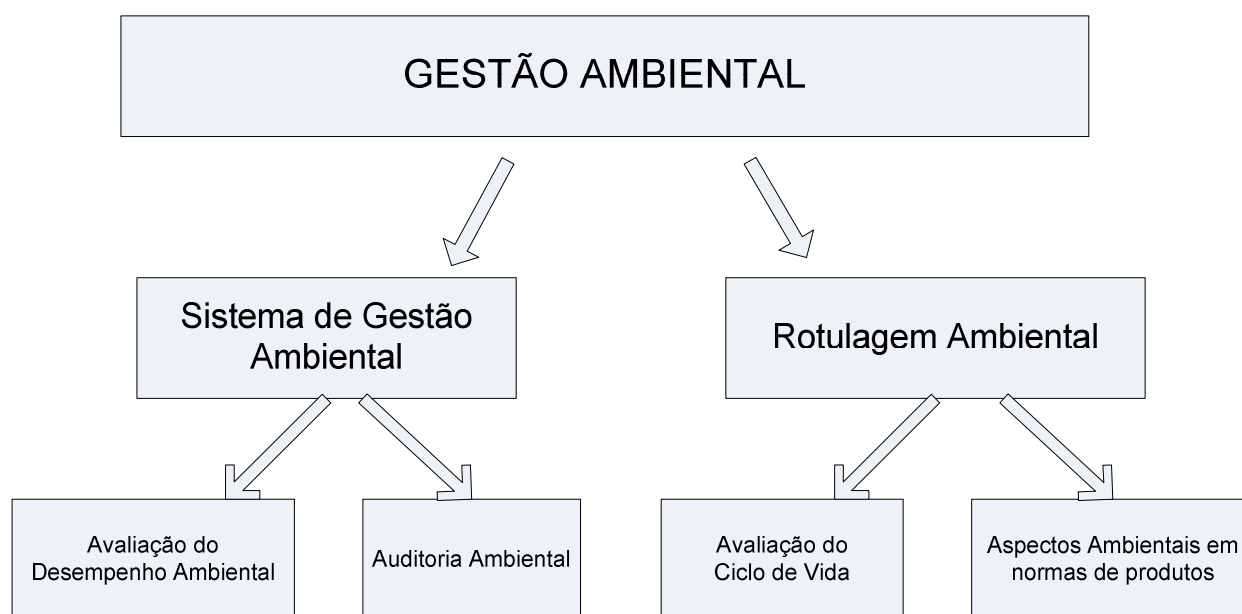 GESTÃO AMBIENTAL
Sistema de Gestão
Ambiental
Rotulagem Ambiental
Avaliação do
Desempenho Ambiental
Auditoria Ambiental
Avaliação do
Ciclo de Vida
Aspectos Ambientais em
normas de produtos